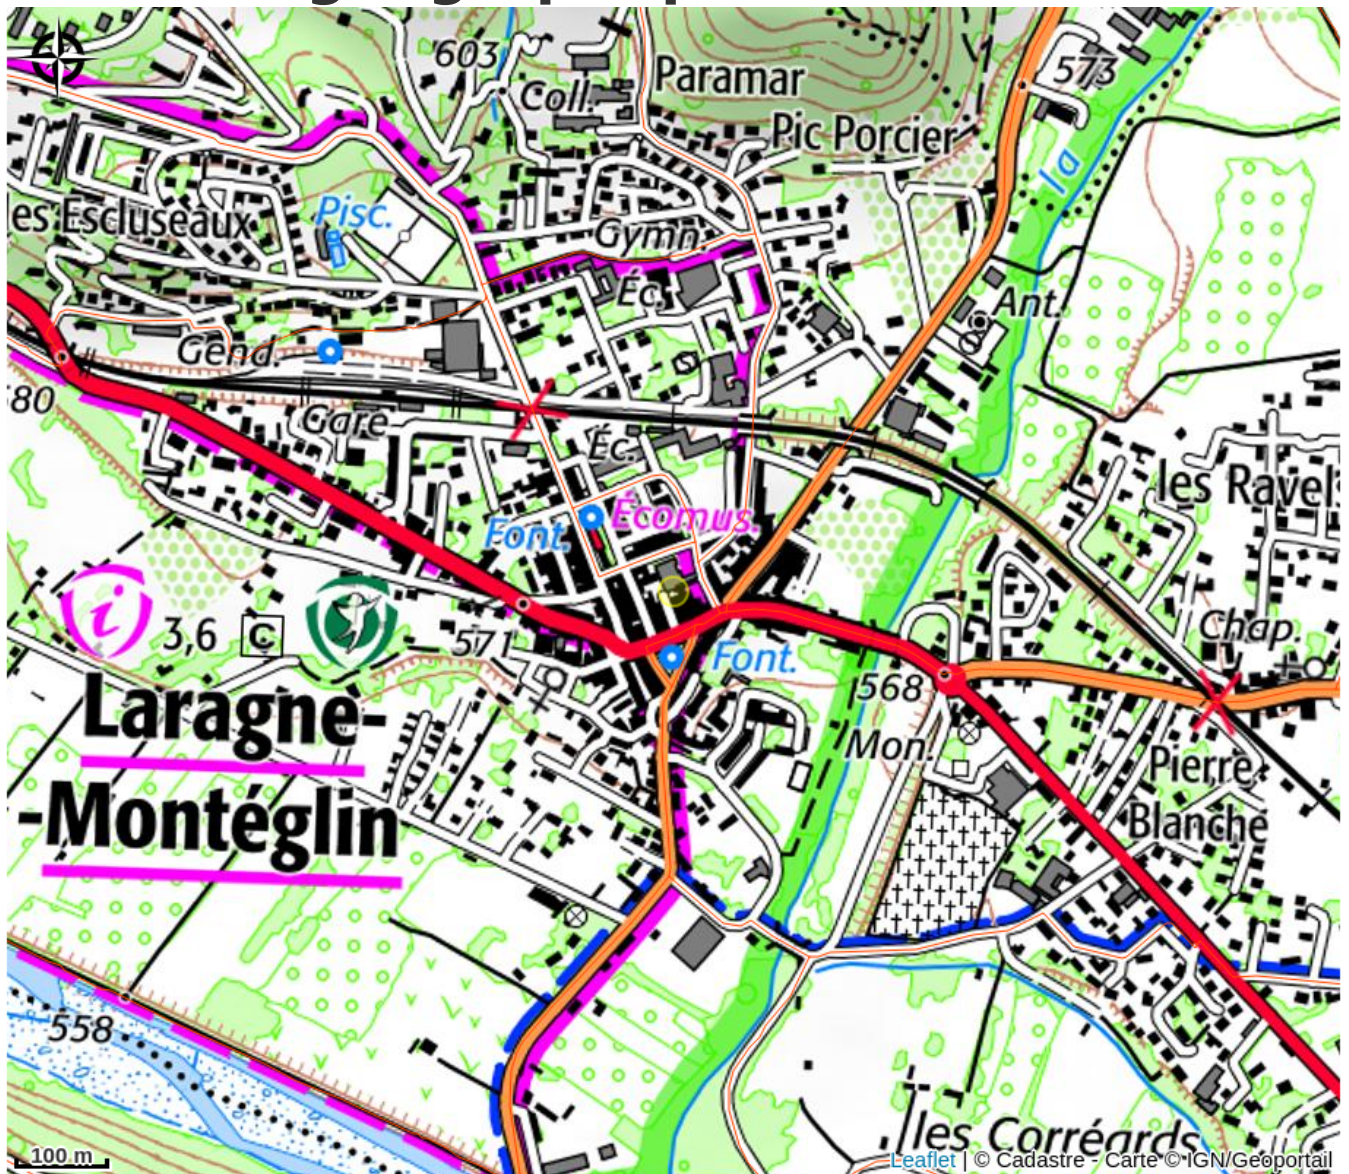 603
Paramar
573
Coll.
Pic Porcier
la
es Escluseaux
Pisc.
Gymn.
Éc.
Ant.
Gend.
80
Gare
Éc.
les Ravel
Font.
Écomus.
i
3,6
C
571
Font.
Chap.
568
Laragne-
Mon.
Pierre
-Montéglin
Blanche
558
les Corréards
100 m
Leaflet | © Cadastre - Carte © IGN/Geoportail